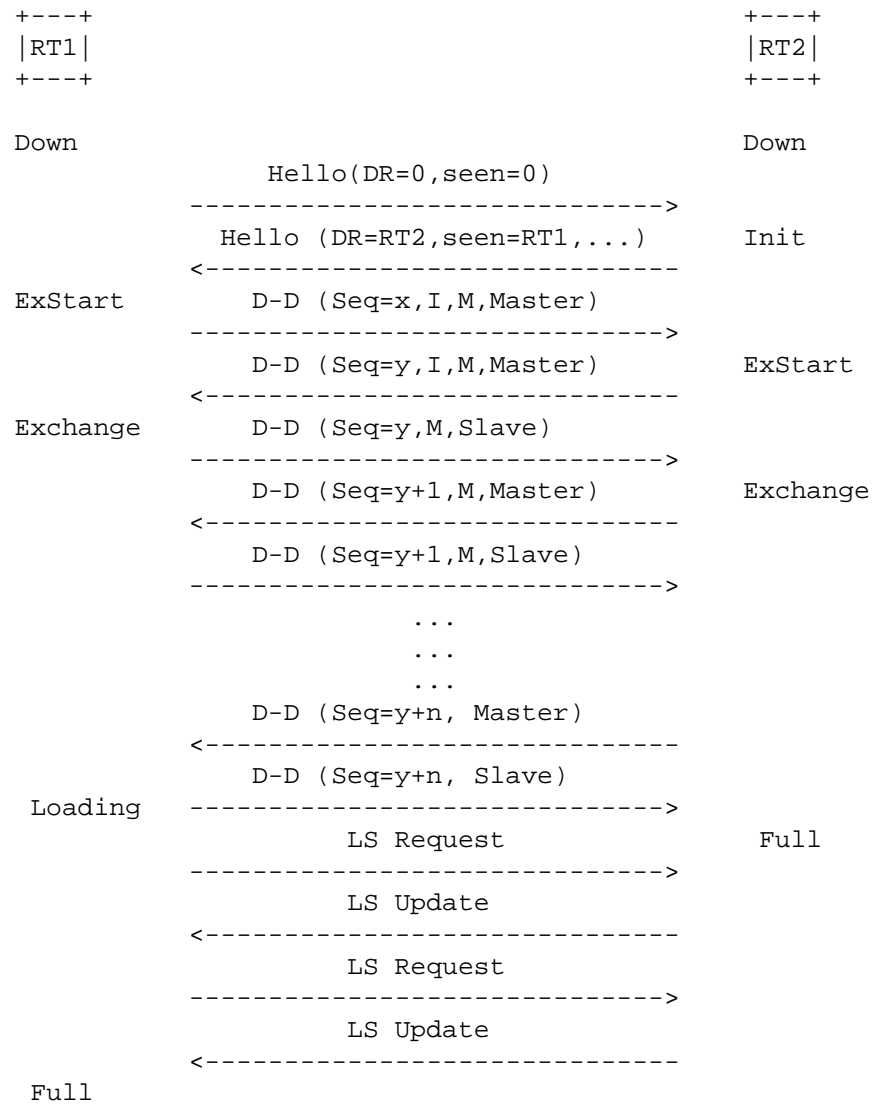 +---+                                         +---+
|RT1|                                         |RT2|
+---+                                         +---+
Down                                          Down
                Hello(DR=0,seen=0)
           ------------------------------>
             Hello (DR=RT2,seen=RT1,...)      Init
           <------------------------------
ExStart        D-D (Seq=x,I,M,Master)
           ------------------------------>
               D-D (Seq=y,I,M,Master)         ExStart
           <------------------------------
Exchange       D-D (Seq=y,M,Slave)
           ------------------------------>
               D-D (Seq=y+1,M,Master)         Exchange
           <------------------------------
               D-D (Seq=y+1,M,Slave)
           ------------------------------>
                         ...
                         ...
                         ...
               D-D (Seq=y+n, Master)
           <------------------------------
               D-D (Seq=y+n, Slave)
 Loading   ------------------------------>
                     LS Request                Full
           ------------------------------>
                     LS Update
           <------------------------------
                     LS Request
           ------------------------------>
                     LS Update
           <------------------------------
 Full